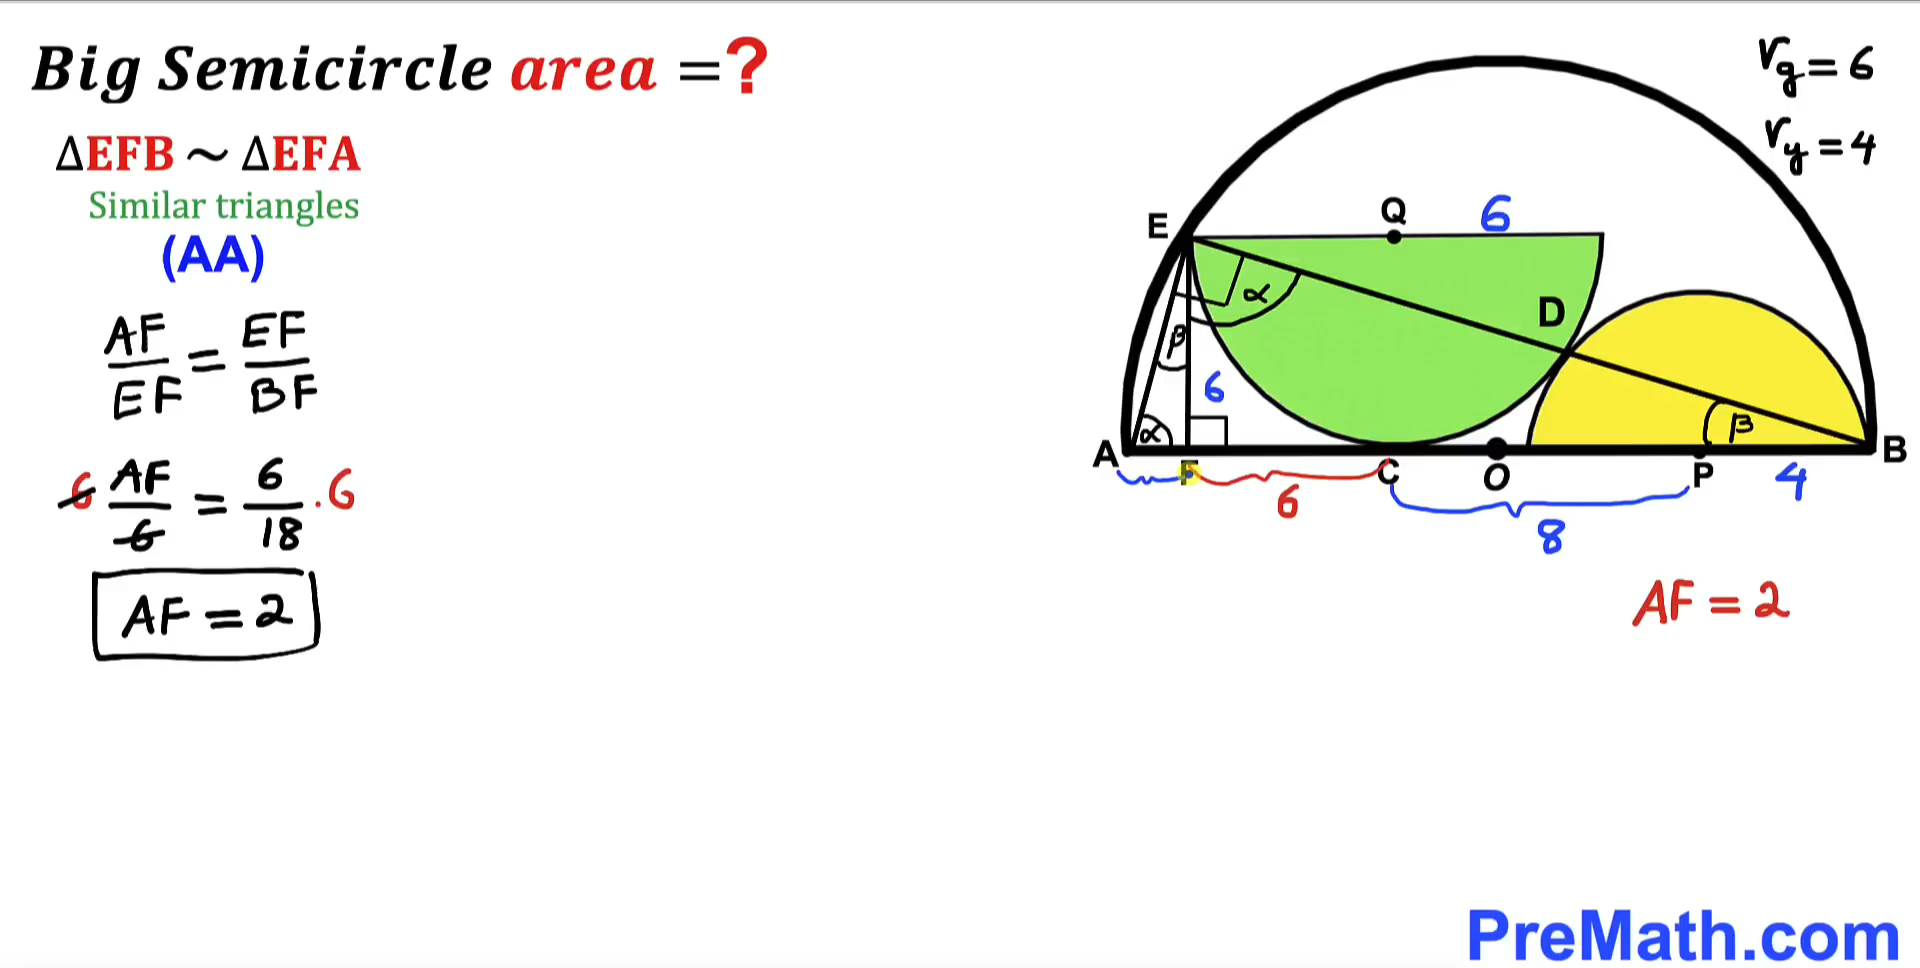 Big Semicircle area =?
ΔEFB ~ ΔEFA
Similar triangles
(AA)
AF/EF = EF/BF
6 AF/6 = 6/18 .6
AF = 2
r_g = 6
r_y = 4
E
Q
6
α
D
β
6
β
α
A
F
C
O
P
B
6
4
8
AF = 2
PreMath.com